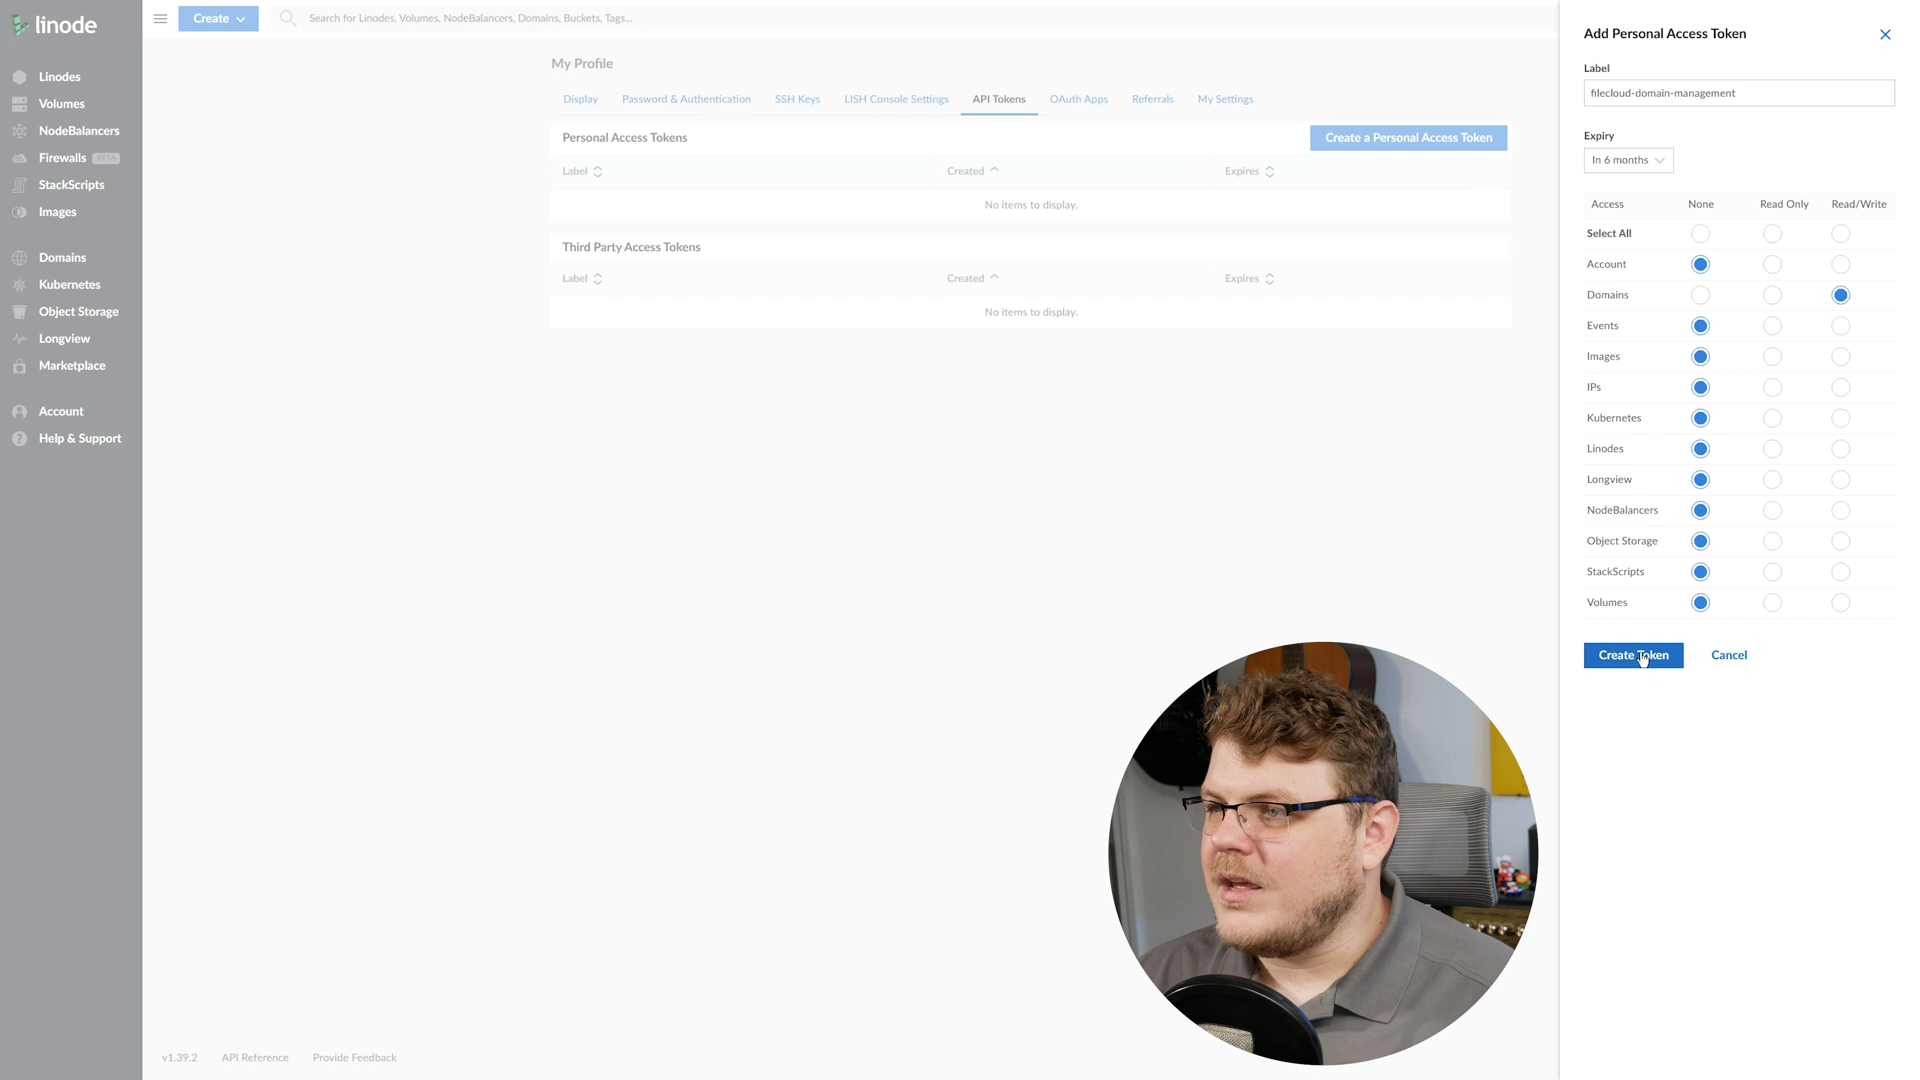 linode
Create
Search for Linodes, Volumes, NodeBalancers, Domains, Buckets, Tags...
Linodes
Volumes
NodeBalancers
Firewalls BETA
StackScripts
Images
Domains
Kubernetes
Object Storage
Longview
Marketplace
Account
Help & Support
My Profile
Display Password & Authentication SSH Keys LISH Console Settings API Tokens OAuth Apps Referrals My Settings
Personal Access Tokens Create a Personal Access Token
Label Created Expires
No items to display.
Third Party Access Tokens
Label Created Expires
No items to display.
v1.39.2 API Reference Provide Feedback
Add Personal Access Token
Label
filecloud-domain-management
Expiry
In 6 months
Access None Read Only Read/Write
Select All
Account
Domains
Events
Images
IPs
Kubernetes
Linodes
Longview
NodeBalancers
Object Storage
StackScripts
Volumes
Create Token Cancel